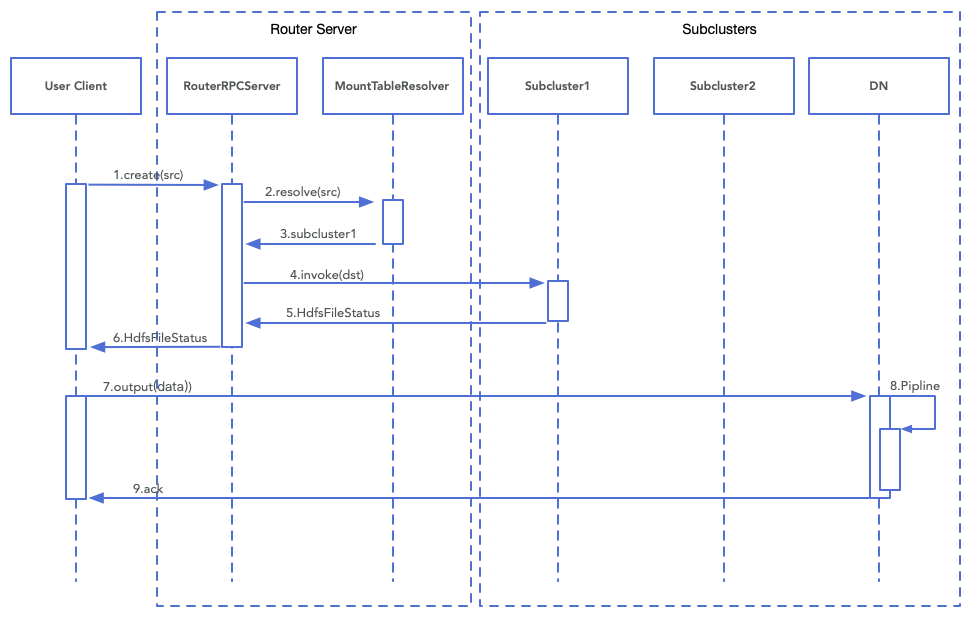 Router Server
Subclusters
User Client
RouterRPCServer
MountTableResolver
Subcluster1
Subcluster2
DN
1.create(src)
2.resolve(src)
3.subcluster1
4.invoke(dst)
5.HdfsFileStatus
6.HdfsFileStatus
7.output(data))
8.Pipline
9.ack